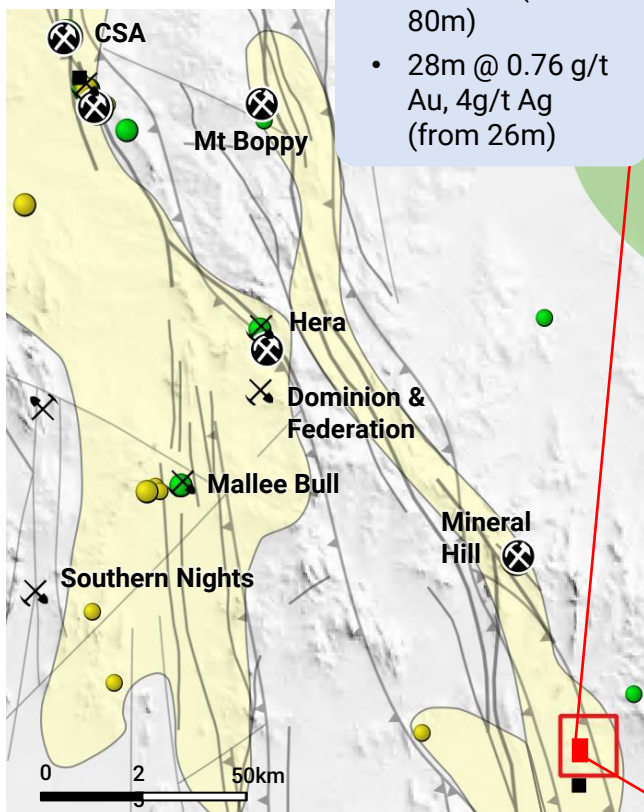 80m)
• 28m @ 0.76 g/t
Au, 4g/t Ag
(from 26m)
CSA
Mt Boppy
Hera
Dominion &
Federation
Mallee Bull
Mineral
Hill
Southern Nights
0 2 50km